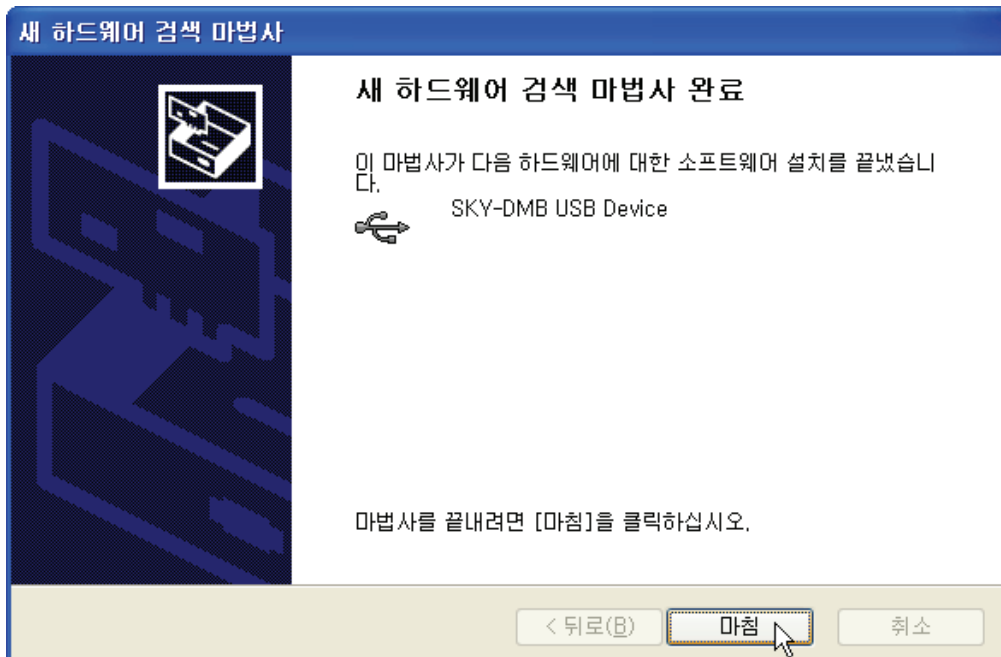 새 하드웨어 검색 마법사
새 하드웨어 검색 마법사 완료
이 마법사가 다음 하드웨어에 대한 소프트웨어 설치를 끝냈습니
다.
SKY-DMB USB Device
마법사를 끝내려면 [마침]을 클릭하십시오.
< 뒤로(B) 마침 취소